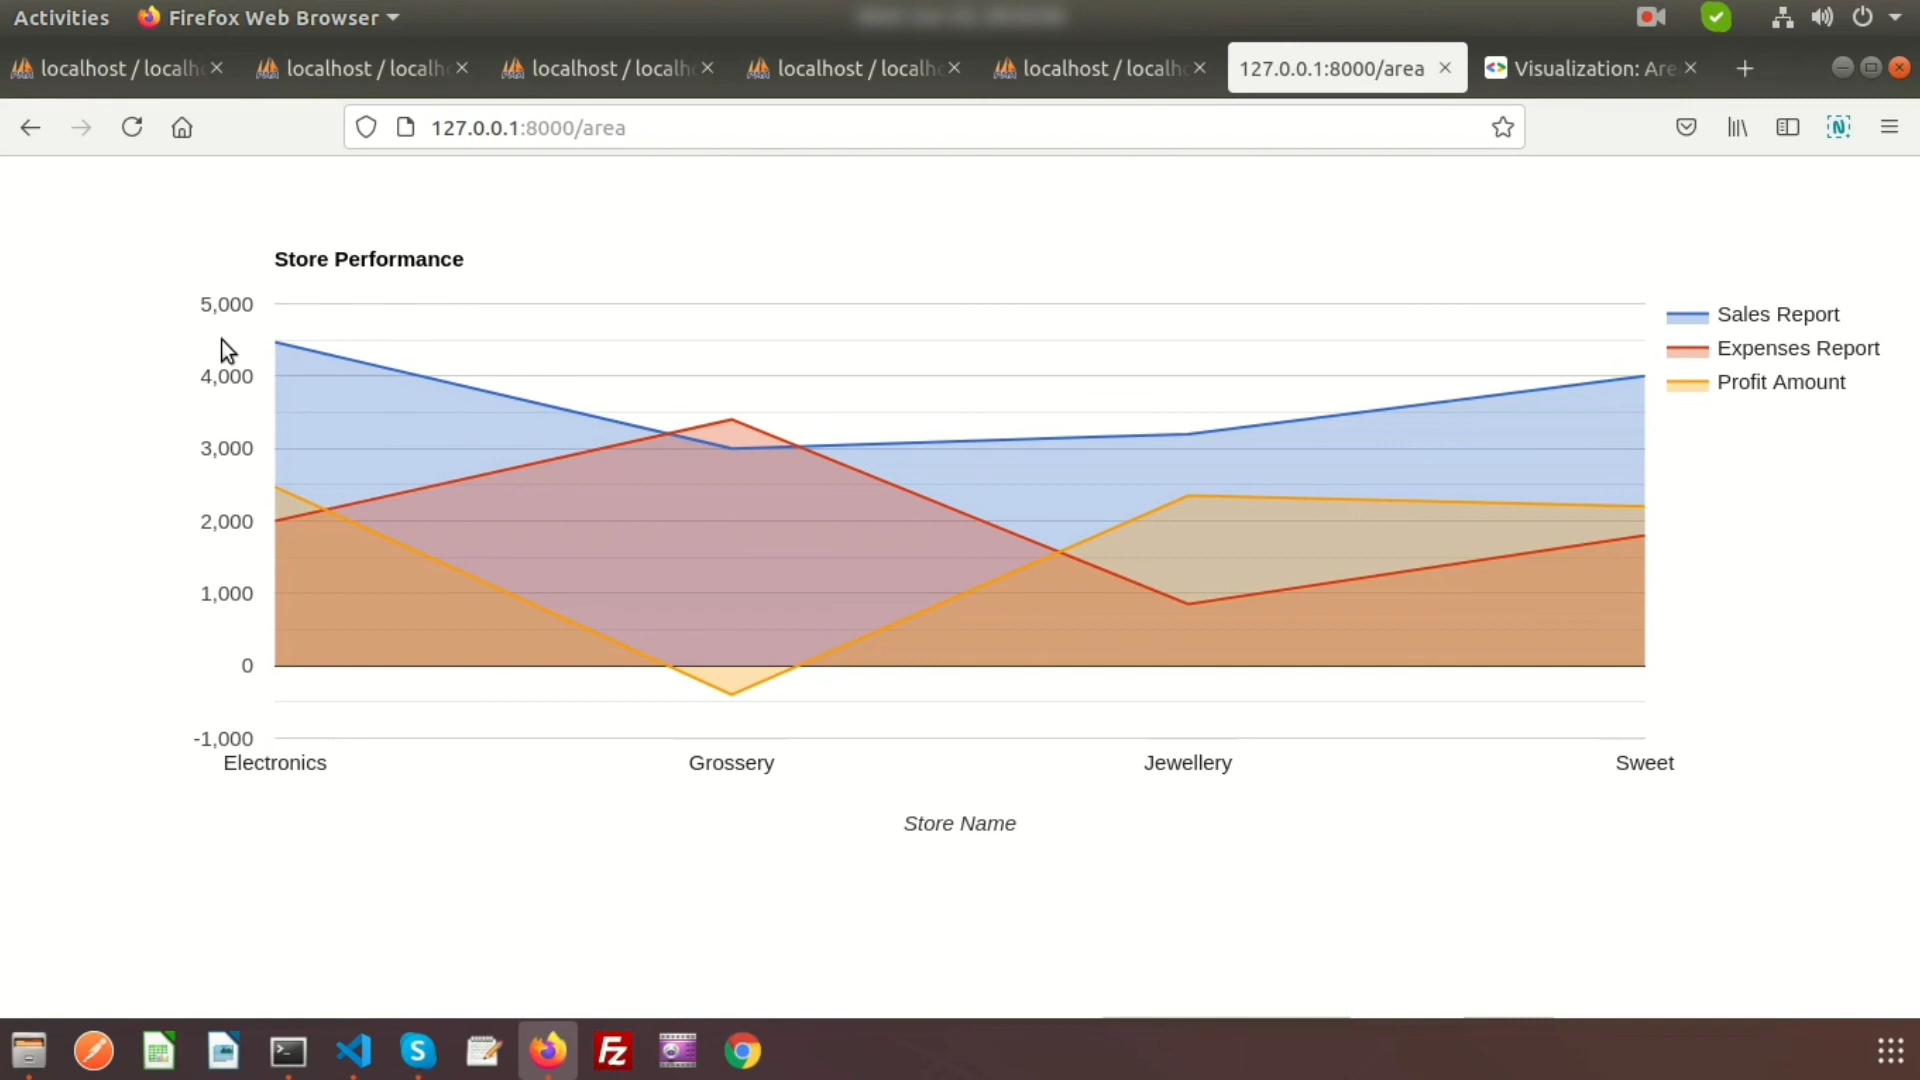 Activities Firefox Web Browser
localhost / localh localhost / localh localhost / localh localhost / localh localhost / localh 127.0.0.1:8000/area Visualization: Are
127.0.0.1:8000/area
Store Performance
5,000
4,000
3,000
2,000
1,000
0
-1,000
Sales Report
Expenses Report
Profit Amount
Electronics Grossery Jewellery Sweet
Store Name